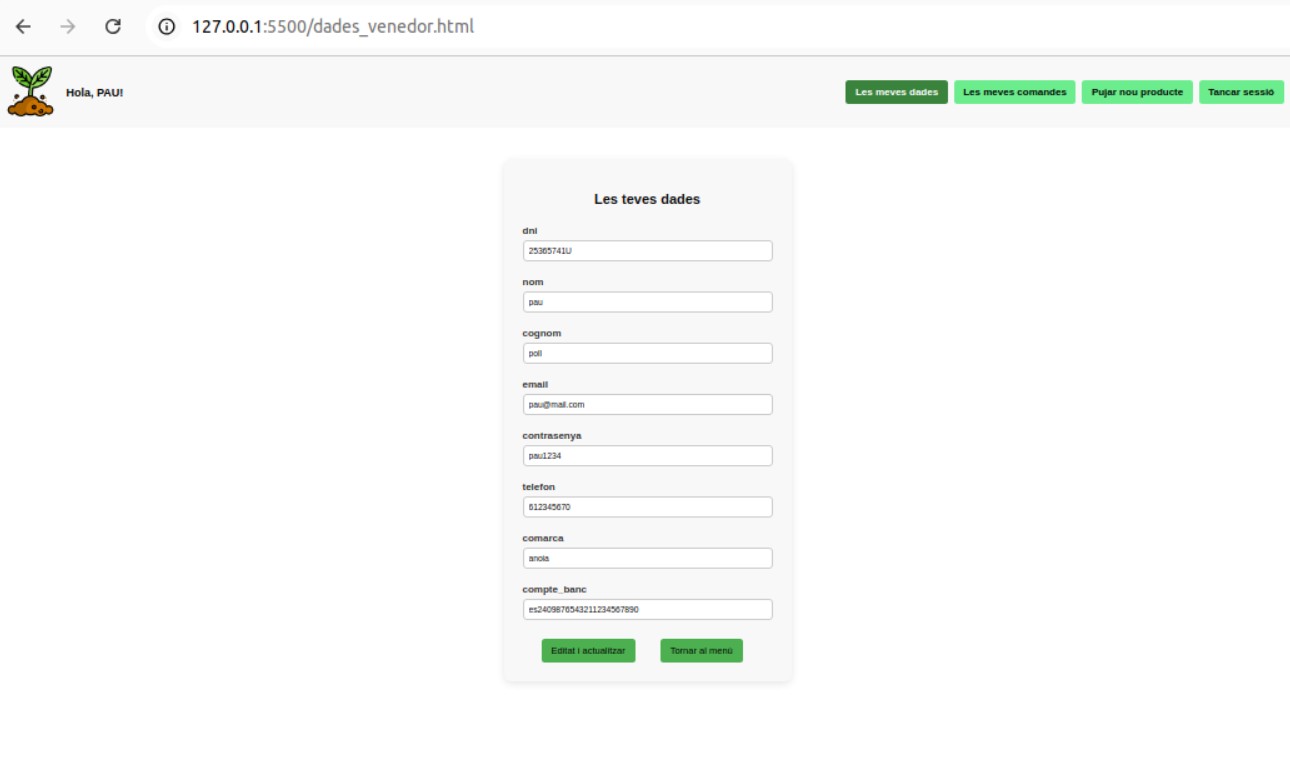 127.0.0.1:5500/dades_venedor.html
Hola, PAU!
Les meves dades
Les meves comandes
Pujar nou producte
Tancar sessió
Les teves dades
dni
25365741U
nom
pau
cognom
poll
email
pau@mail.com
contrasenya
pau1234
telefon
612345670
comarca
anoia
compte_banc
es2409876543211234567890
Editat i actualitzar
Tornar al menú